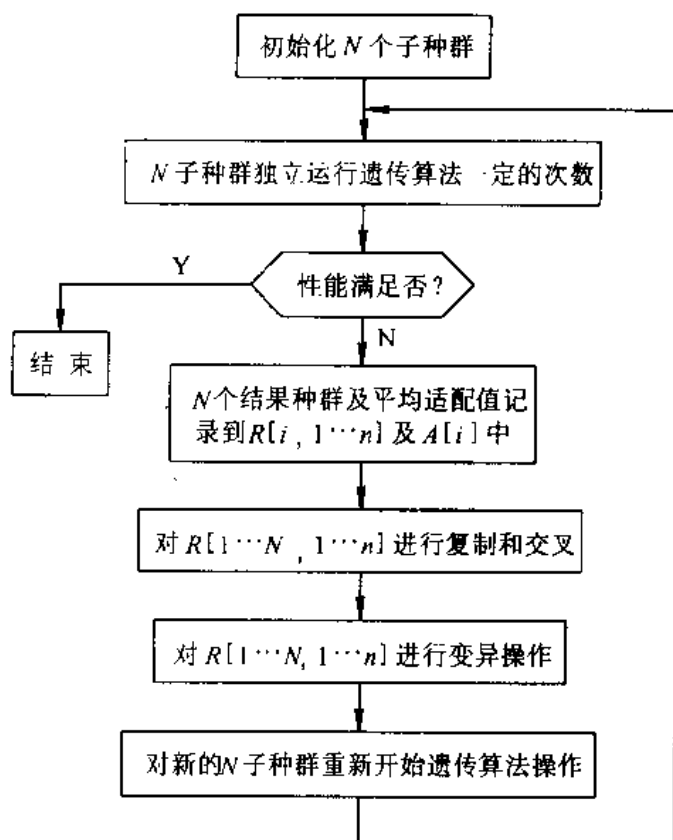 初始化N个子种群
N子种群独立运行遗传算法一定的次数
性能满足否?
Y
N
结 束
N个结果种群及平均适配值记
录到R[i, 1…n]及A[i]中
对R[1…N, 1…n]进行复制和交叉
对R[1…N, 1…n]进行变异操作
对新的N子种群重新开始遗传算法操作